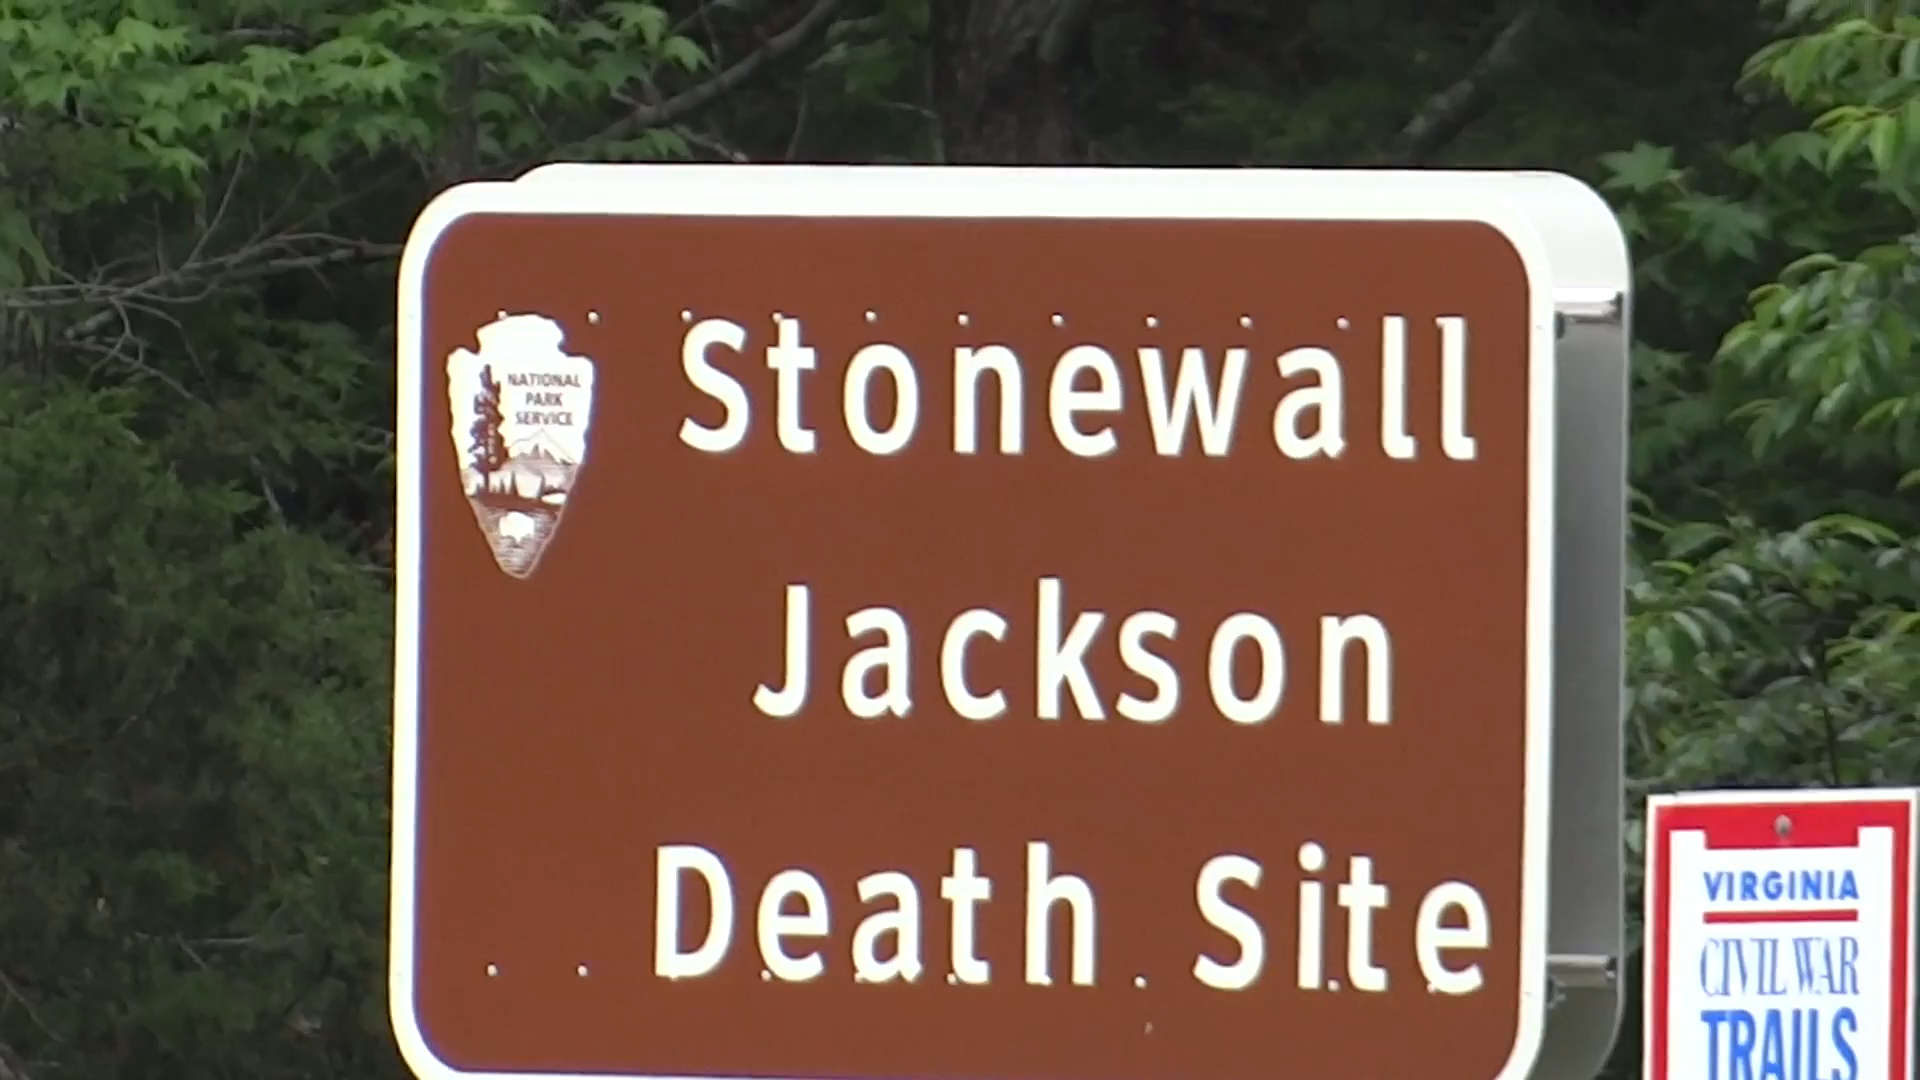 NATIONAL
PARK
SERVICE
Stonewall
Jackson
Death Site
VIRGINIA
CIVIL WAR
TRAILS